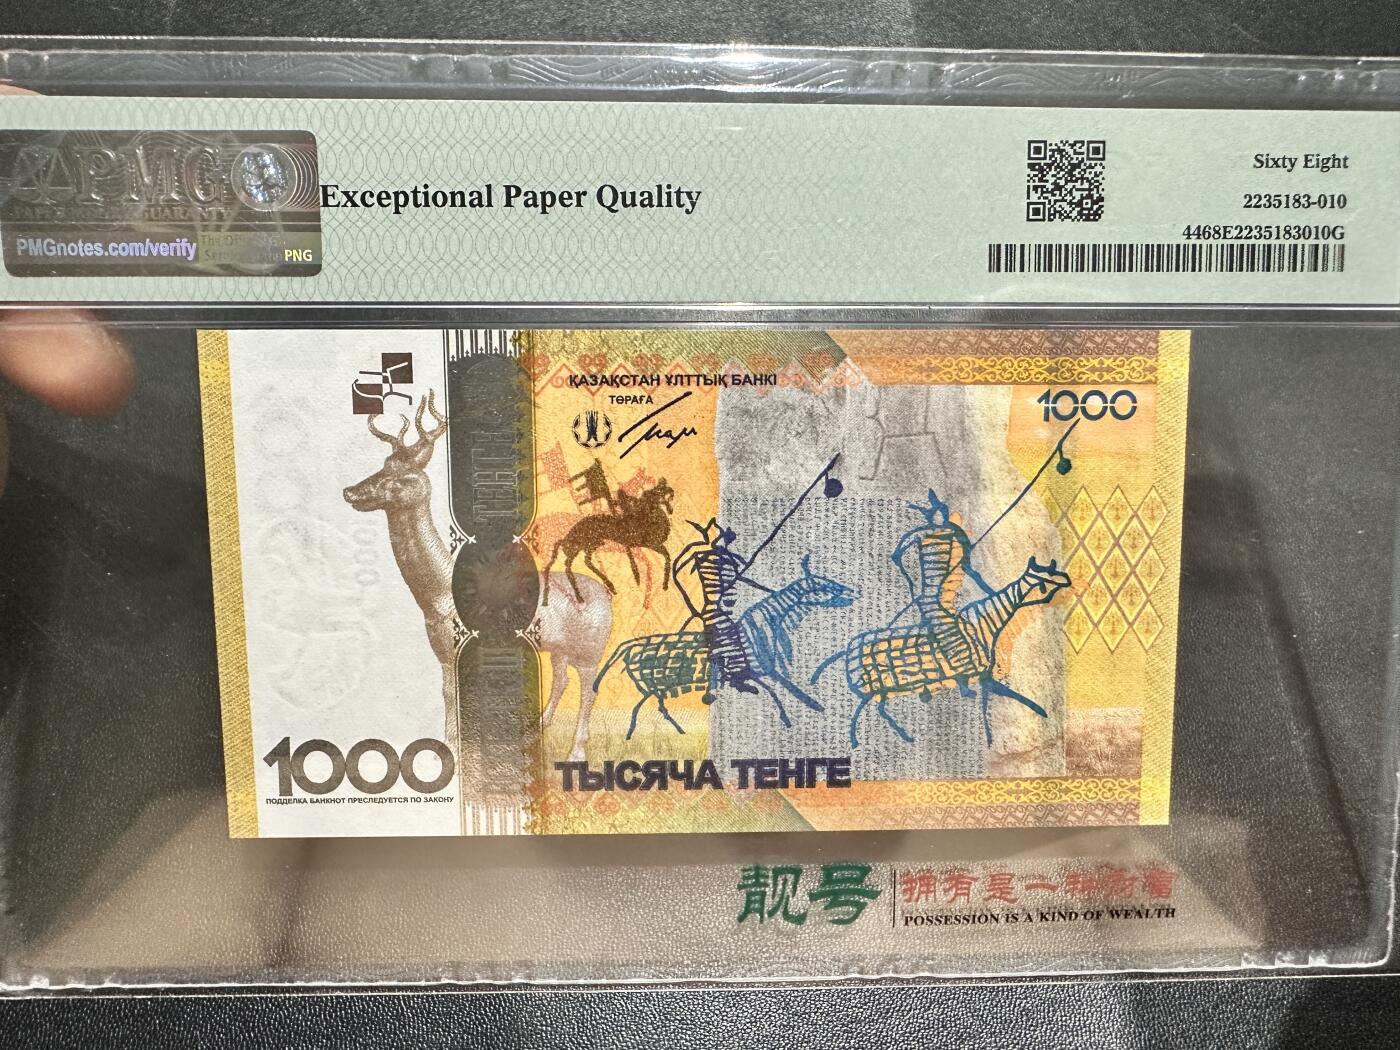 PMG
PMGnotes.com/verify
PNG
Exceptional Paper Quality
Sixty Eight
2235183-010
4468E2235183010G
ҚАЗАҚСТАН ҰЛТТЫҚ БАНКІ
ТӨРАҒА
1000
1000
ПОДДЕЛКА БАНКНОТ ПРЕСЛЕДУЕТСЯ ПО ЗАКОНУ
ТЫСЯЧА ТЕНГЕ
靓号
拥有是一种财富
POSSESSION IS A KIND OF WEALTH